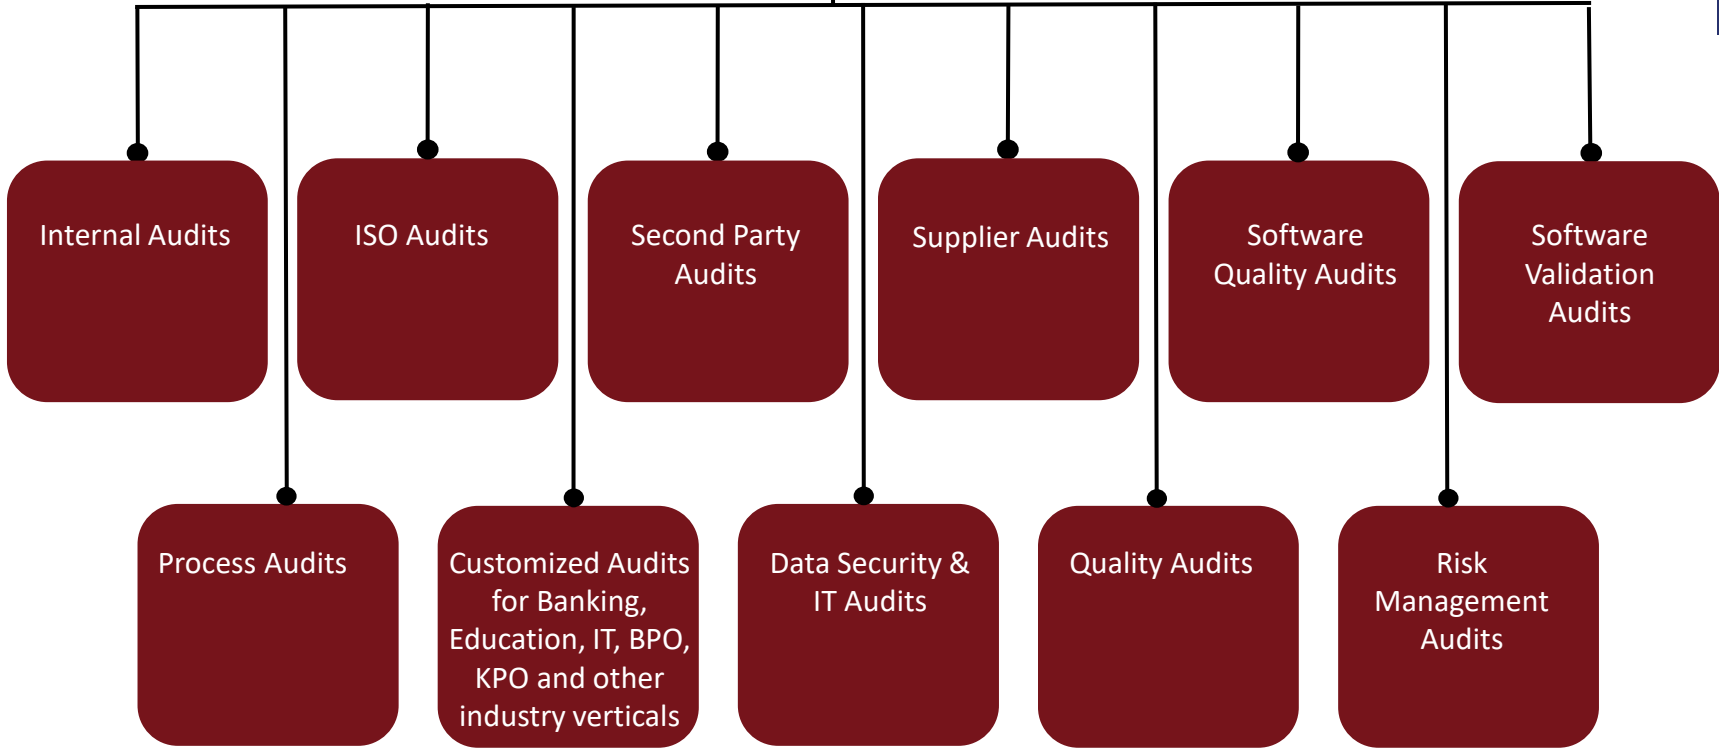 Internal Audits
ISO Audits
Second Party
Audits
Supplier Audits
Software
Quality Audits
Software
Validation
Audits
Process Audits
Customized Audits
for Banking,
Education, IT, BPO,
KPO and other
industry verticals
Data Security &
IT Audits
Quality Audits
Risk
Management
Audits